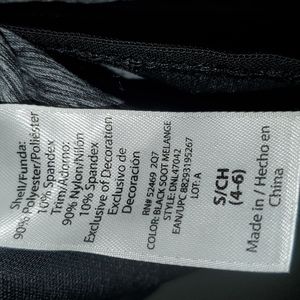 Shell/Funda:
90% Polyester/Poliéster
10% Spandex
Trim/Adorno:
90% Nylon/Nilón
10% Spandex
Exclusive of Decoration
Exclusivo de
Decoración
RN# 52469 2Q7
COLOR: BLACK SOOT MELANGE
STYLE: DNL47042
EAN/UPC: 88293195267
LOT: A
S/CH
(4-6)
Made in / Hecho en
China